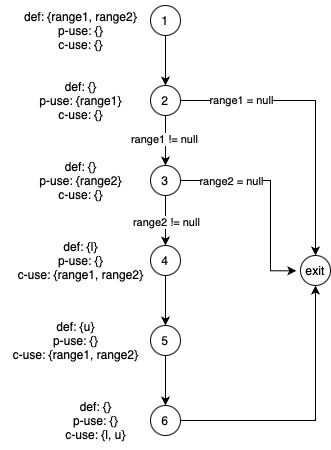 def: {range1, range2}
p-use: {}
c-use: {}
1
def: {}
p-use: {range1}
c-use: {}
2
range1 = null
range1 != null
def: {}
p-use: {range2}
c-use: {}
3
range2 = null
range2 != null
def: {l}
p-use: {}
c-use: {range1, range2}
4
exit
def: {u}
p-use: {}
c-use: {range1, range2}
5
def: {}
p-use: {}
c-use: {l, u}
6